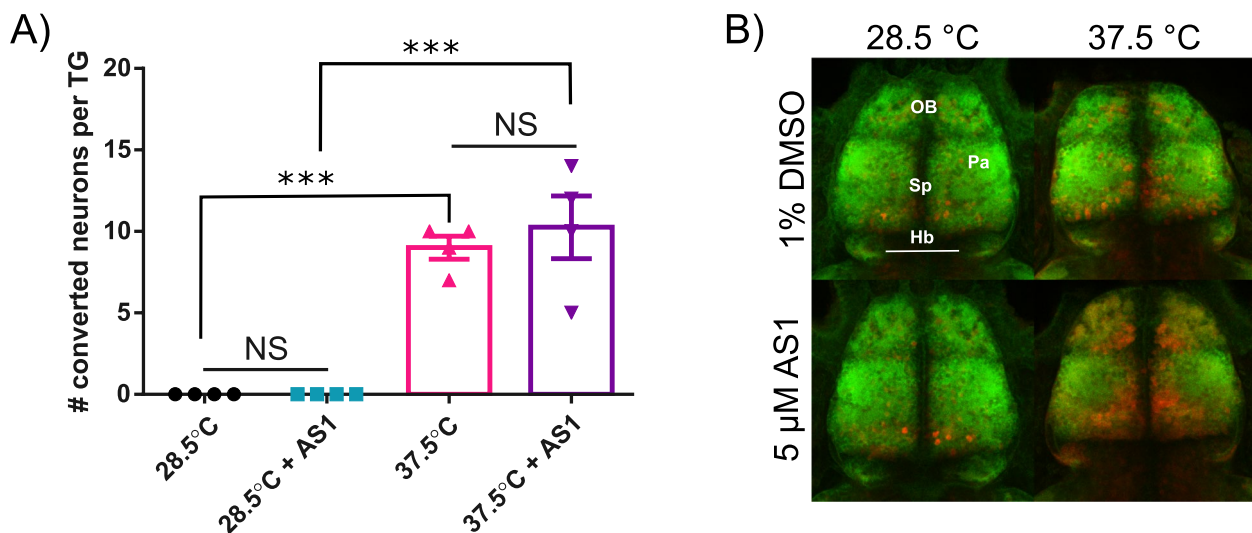 A)
# converted neurons per TG
20
15
10
5
0
***
***
NS
NS
28.5°C
28.5°C + AS1
37.5°C
37.5°C + AS1
B)
28.5 °C
37.5 °C
1% DMSO
5 µM AS1
OB
Pa
Sp
Hb